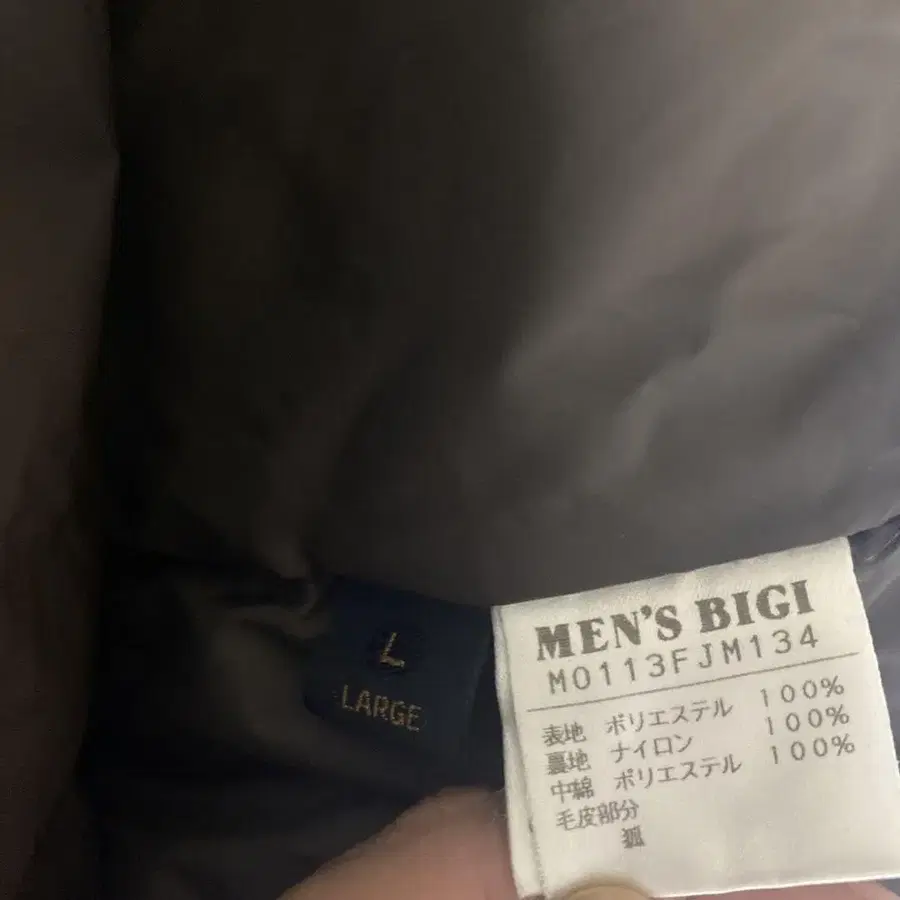 L
LARGE
MEN'S BIGI
M0113FJM134
表地 ポリエステル 100%
裏地 ナイロン 100%
中綿 ポリエステル 100%
毛皮部分
狐